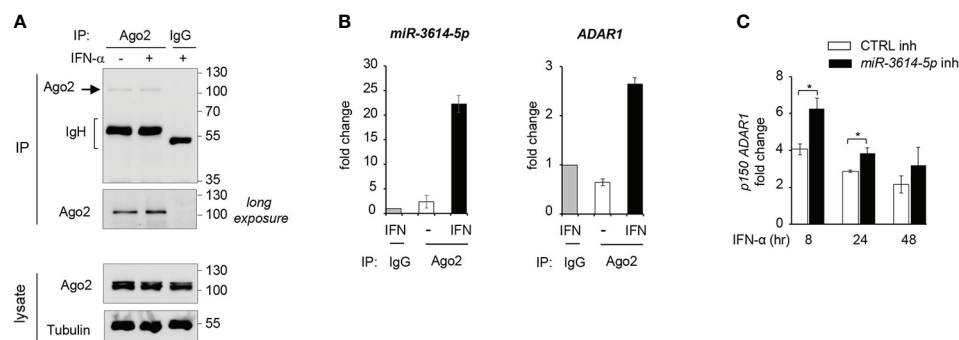 A
IP: Ago2 IgG
IFN-α - + +
IP
Ago2
IgH
130
100
70
55
35
Ago2
130
100
long exposure
lysate
Ago2
130
100
Tubulin
55
B
miR-3614-5p
fold change
30
25
20
15
10
5
0
IFN - IFN
IP: IgG Ago2
ADAR1
fold change
3
2
1
0
IFN - IFN
IP: IgG Ago2
C
CTRL inh
miR-3614-5p inh
p150 ADAR1
fold change
8
6
4
2
0
*
*
IFN-α (hr) 8 24 48